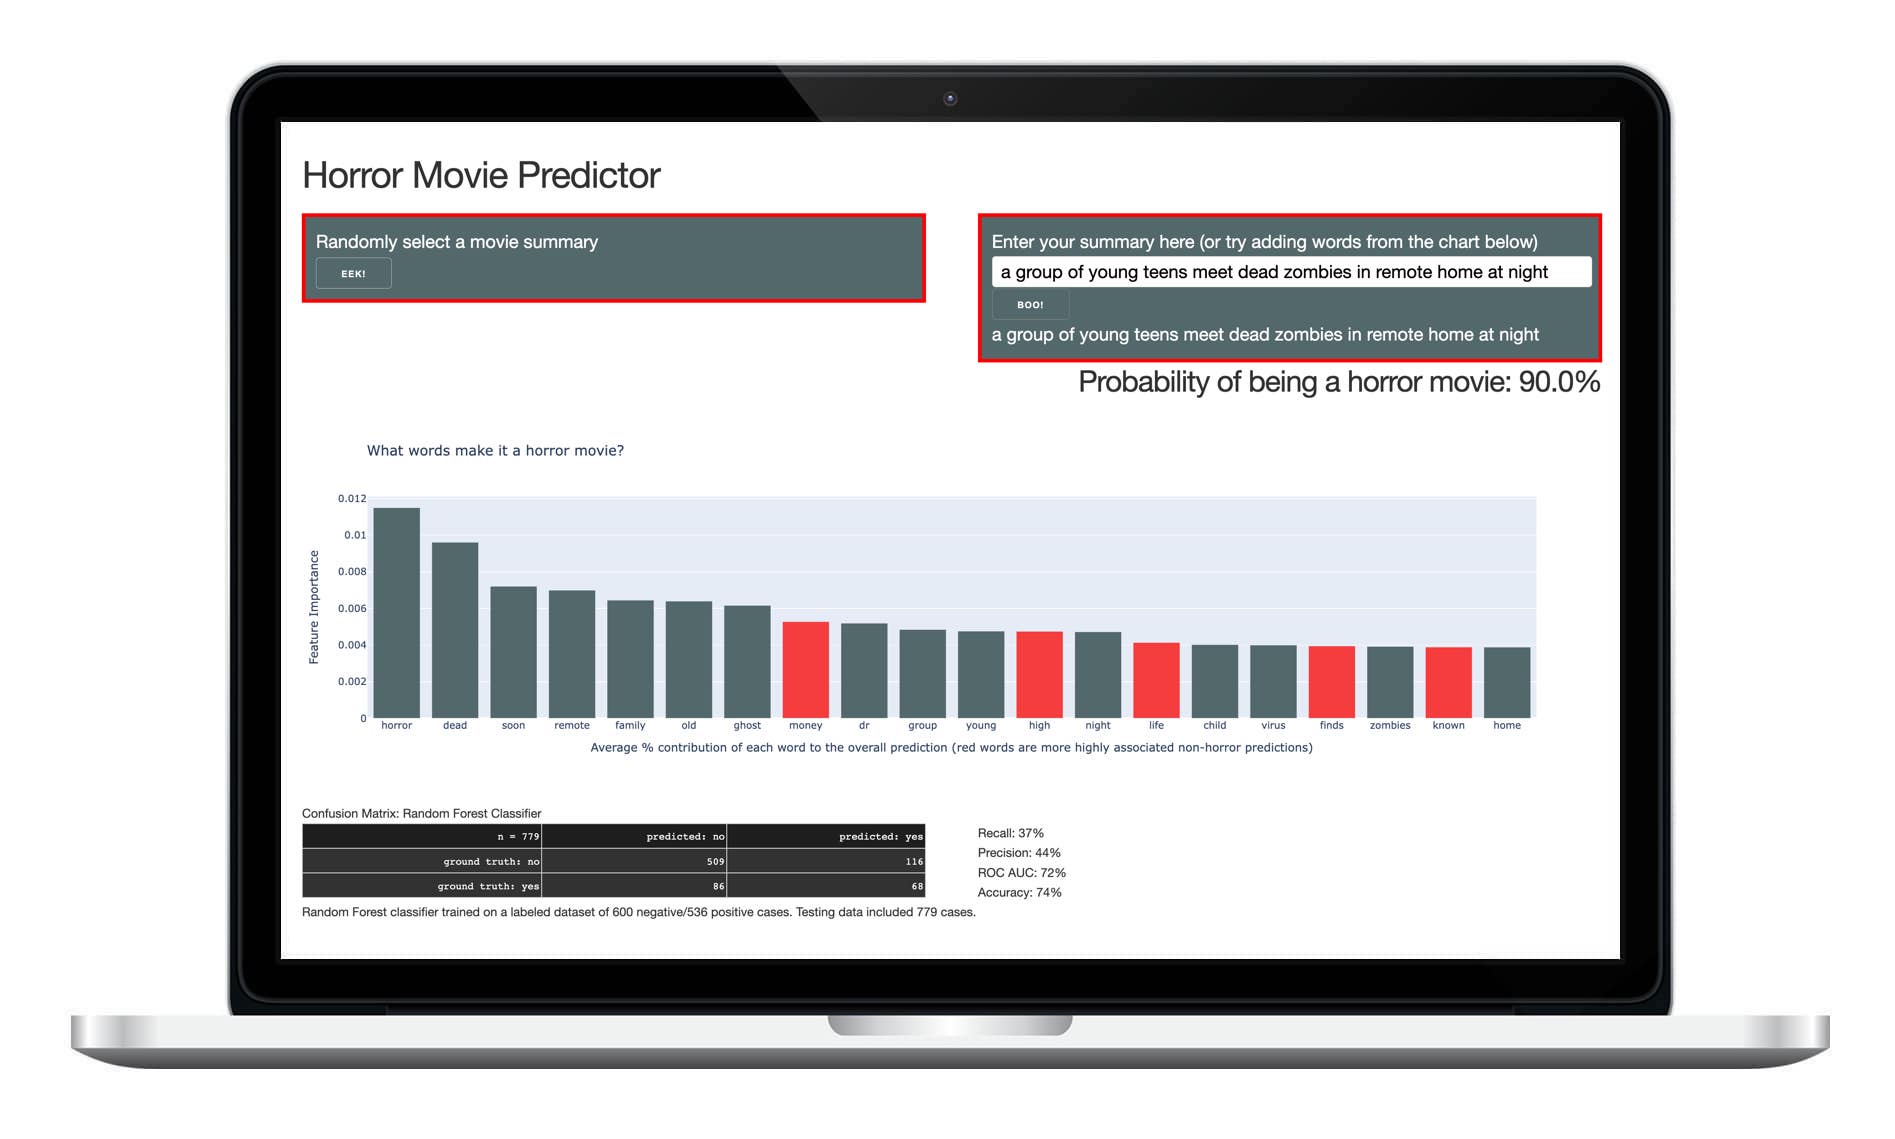 Horror Movie Predictor
Randomly select a movie summary
EEK!
Enter your summary here (or try adding words from the chart below)
a group of young teens meet dead zombies in remote home at night
BOO!
a group of young teens meet dead zombies in remote home at night
Probability of being a horror movie: 90.0%
What words make it a horror movie?
Feature Importance
0.012
0.01
0.008
0.006
0.004
0.002
0
horror dead soon remote family old ghost money dr group young high night life child virus finds zombies known home
Average % contribution of each word to the overall prediction (red words are more highly associated non-horror predictions)
Confusion Matrix: Random Forest Classifier
n = 779 predicted: no predicted: yes
ground truth: no 509 116
ground truth: yes 86 68
Random Forest classifier trained on a labeled dataset of 600 negative/536 positive cases. Testing data included 779 cases.
Recall: 37%
Precision: 44%
ROC AUC: 72%
Accuracy: 74%